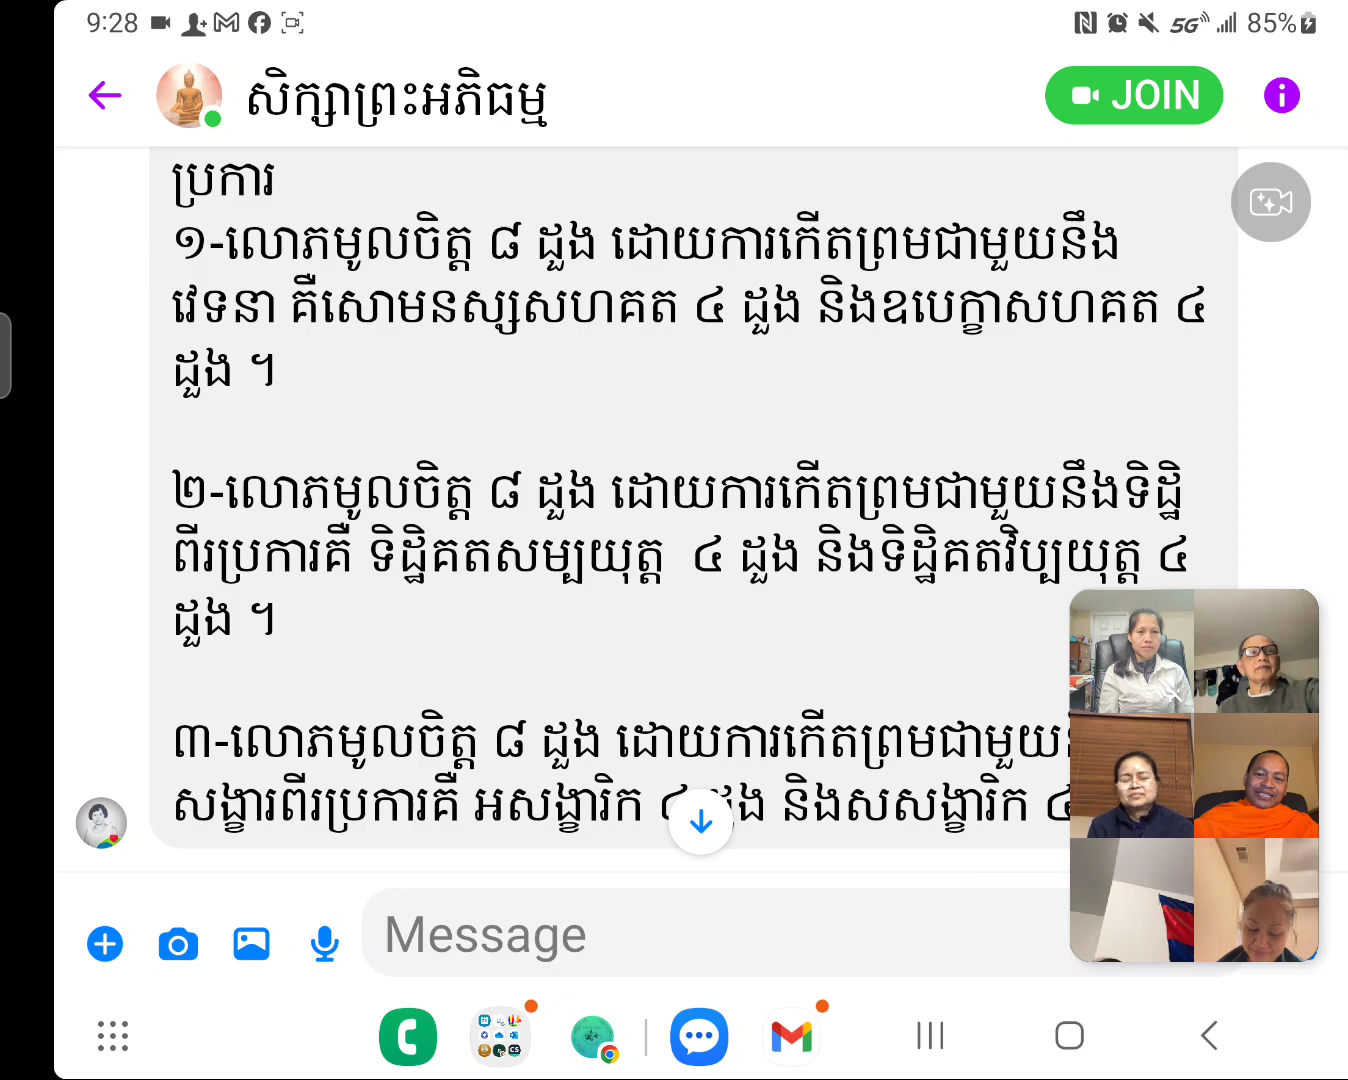 9:28
5G
85%
សិក្សាព្រះអភិធម្ម
JOIN
ប្រការ
១-លោភមូលចិត្ត ៨ ដួង ដោយការកើតព្រមជាមួយនឹង
វេទនា គឺសោមនស្សសហគត ៤ ដួង និងឧបេក្ខាសហគត ៤
ដួង ។
២-លោភមូលចិត្ត ៨ ដួង ដោយការកើតព្រមជាមួយនឹងទិដ្ឋិ
ពីរប្រការគឺ ទិដ្ឋិគតសម្បយុត្ត ៤ ដួង និងទិដ្ឋិគតវិប្បយុត្ត ៤
ដួង ។
៣-លោភមូលចិត្ត ៨ ដួង ដោយការកើតព្រមជាមួយ
សង្ខារពីរប្រការគឺ អសង្ខារិក ដួង និងសសង្ខារិក ៤
Message